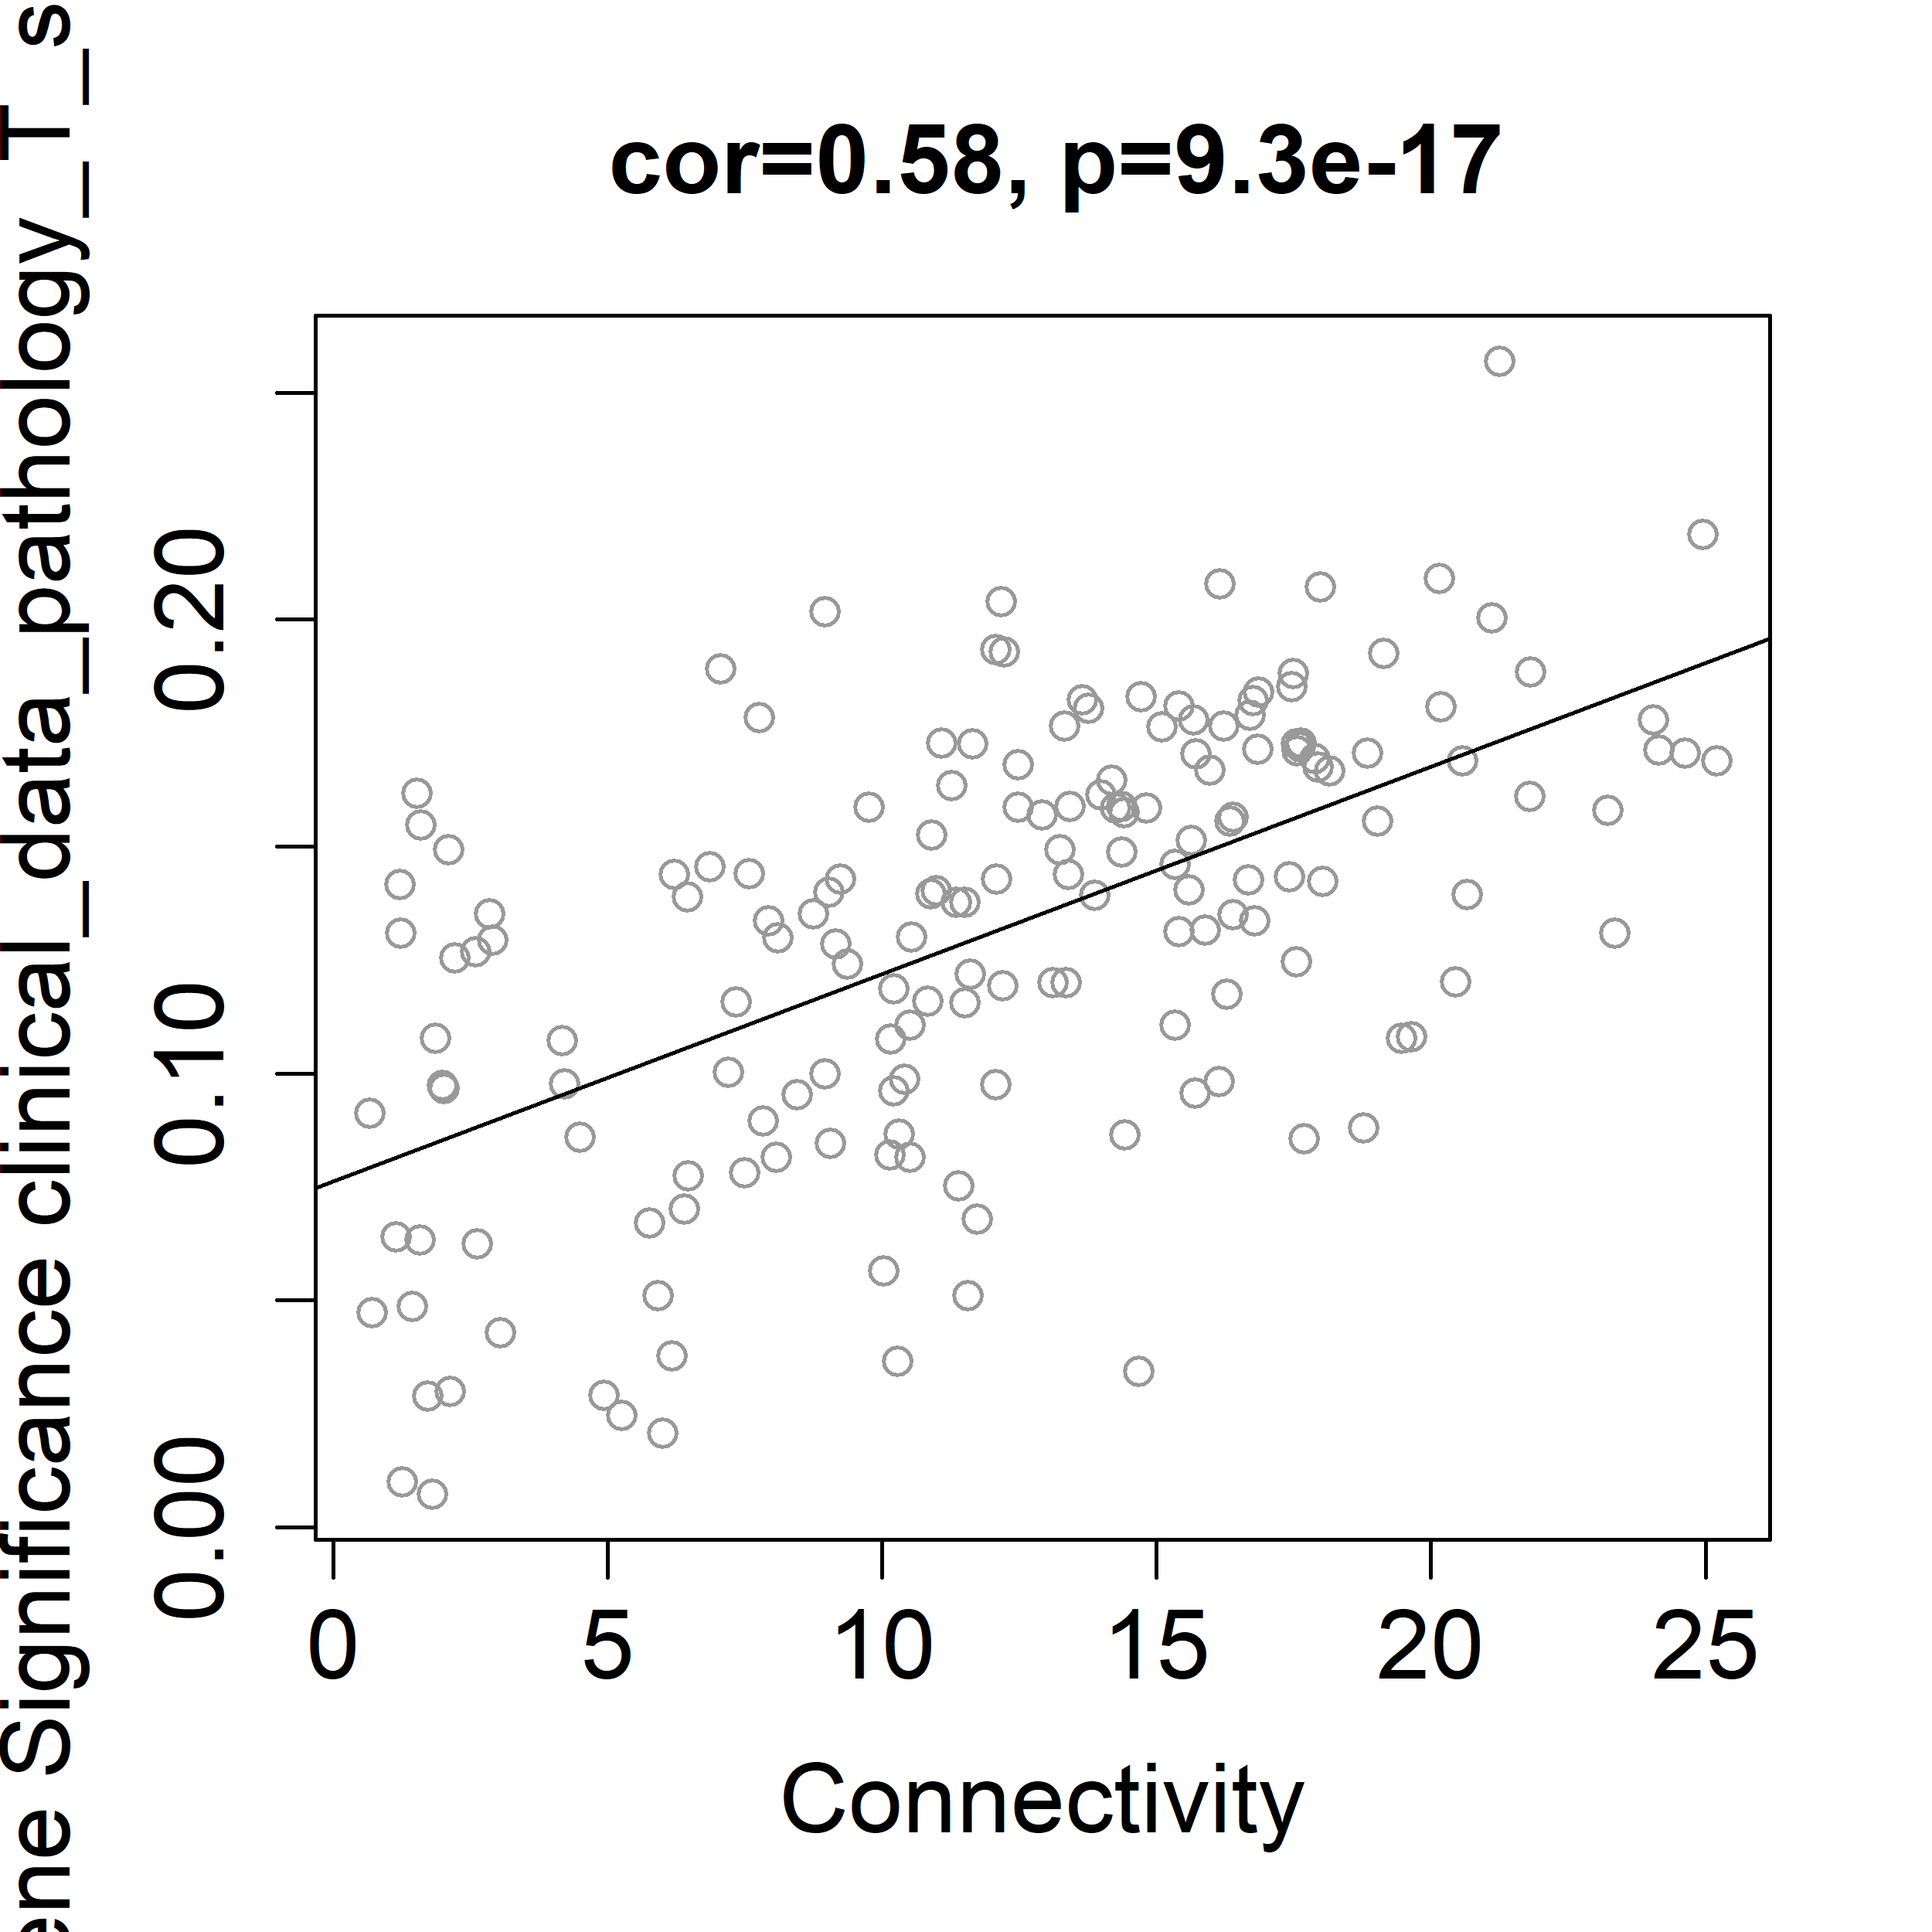 cor=0.58, p=9.3e-17
ene Significance clinical_data_pathology_T_s
0.20
0.10
0.00
0 5 10 15 20 25
Connectivity